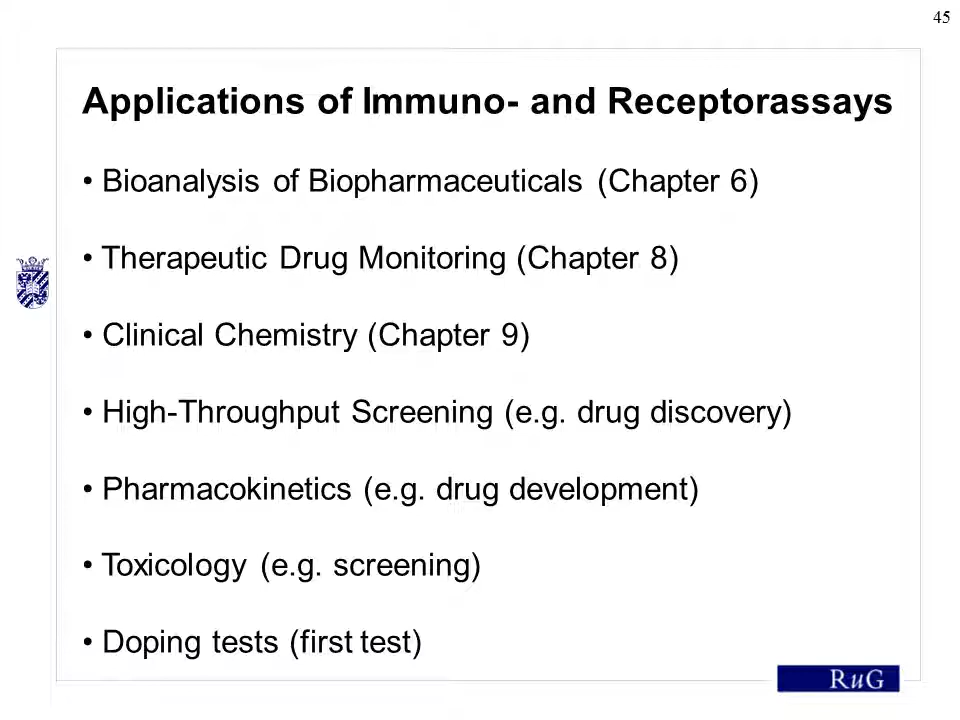 45
Applications of Immuno- and Receptorassays
• Bioanalysis of Biopharmaceuticals (Chapter 6)
• Therapeutic Drug Monitoring (Chapter 8)
• Clinical Chemistry (Chapter 9)
• High-Throughput Screening (e.g. drug discovery)
• Pharmacokinetics (e.g. drug development)
• Toxicology (e.g. screening)
• Doping tests (first test)
RuG